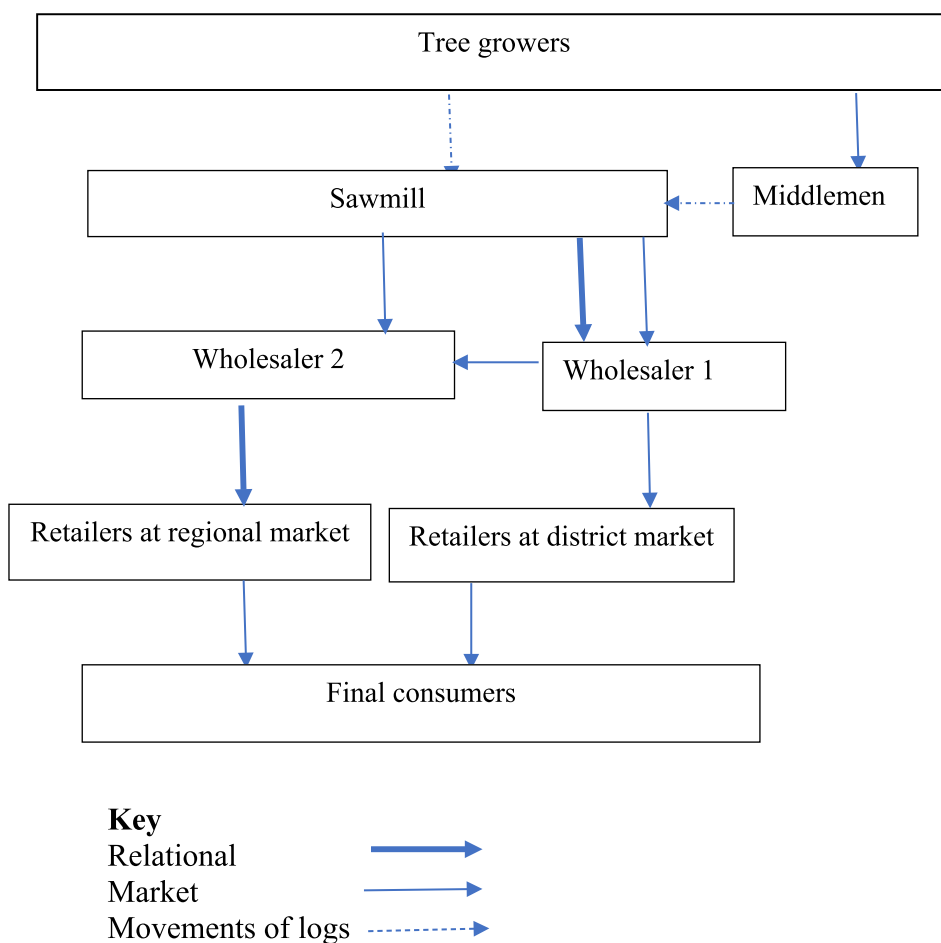 Tree growers
Sawmill
Middlemen
Wholesaler 2
Wholesaler 1
Retailers at regional market
Retailers at district market
Final consumers
Key
Relational
Market
Movements of logs